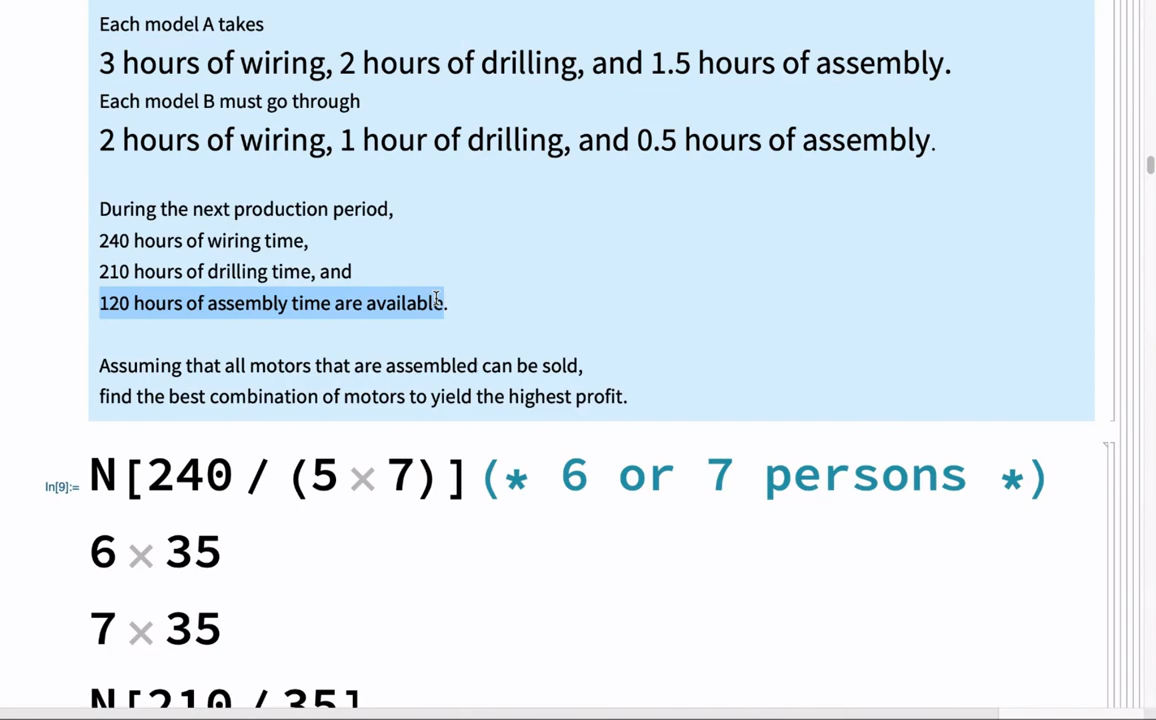 Each model A takes
3 hours of wiring, 2 hours of drilling, and 1.5 hours of assembly.
Each model B must go through
2 hours of wiring, 1 hour of drilling, and 0.5 hours of assembly.
During the next production period,
240 hours of wiring time,
210 hours of drilling time, and
120 hours of assembly time are available.
Assuming that all motors that are assembled can be sold,
find the best combination of motors to yield the highest profit.
In[9]:= N[240 / (5 × 7)] (* 6 or 7 persons *)
6 × 35
7 × 35
N[210 / 35]